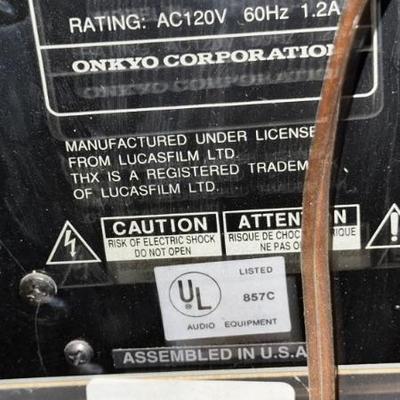 RATING: AC120V 60Hz 1.2A
ONKYO CORPORATION
MANUFACTURED UNDER LICENSE
FROM LUCASFILM LTD.
THX IS A REGISTERED TRADEM
OF LUCASFILM LTD.
CAUTION
RISK OF ELECTRIC SHOCK
DO NOT OPEN
ATTENTION
RISQUE DE CHOC
NE PAS
UL
LISTED
857C
AUDIO EQUIPMENT
ASSEMBLED IN U.S.A